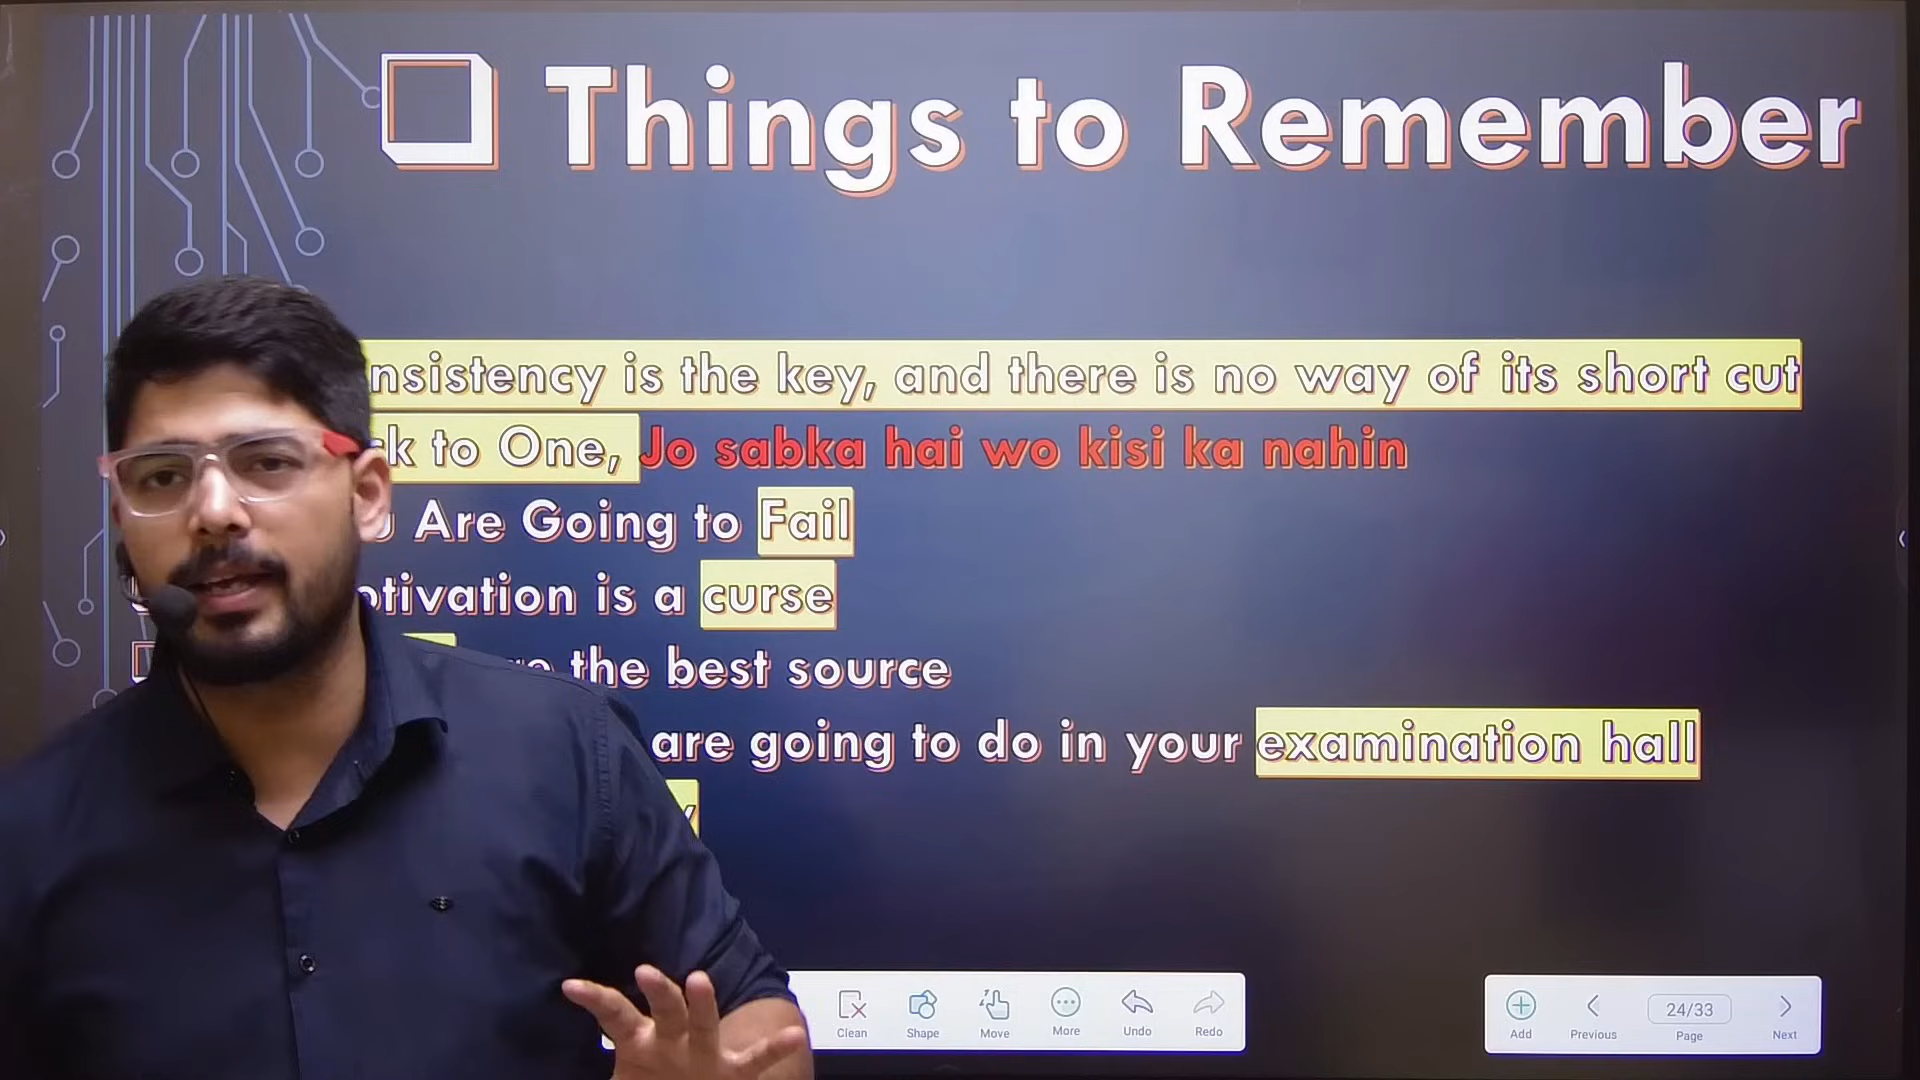 Things to Remember
nsistency is the key, and there is no way of its short cut
k to One, Jo sabka hai wo kisi ka nahin
Are Going to Fail
otivation is a curse
the best source
are going to do in your examination hall
Clean
Shape
Move
More
Undo
Redo
Add
Previous
24/33
Page
Next